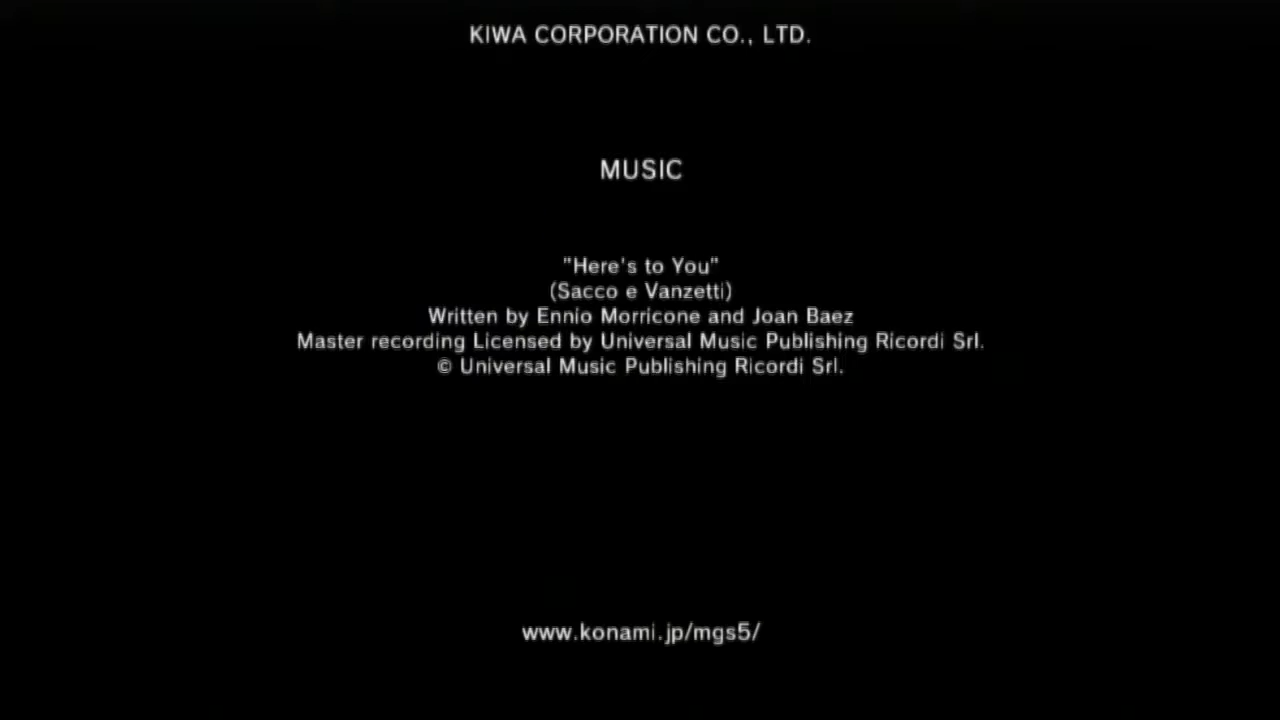 KIWA CORPORATION CO., LTD.
MUSIC
"Here's to You"
(Sacco e Vanzetti)
Written by Ennio Morricone and Joan Baez
Master recording Licensed by Universal Music Publishing Ricordi Srl.
© Universal Music Publishing Ricordi Srl.
www.konami.jp/mgs5/